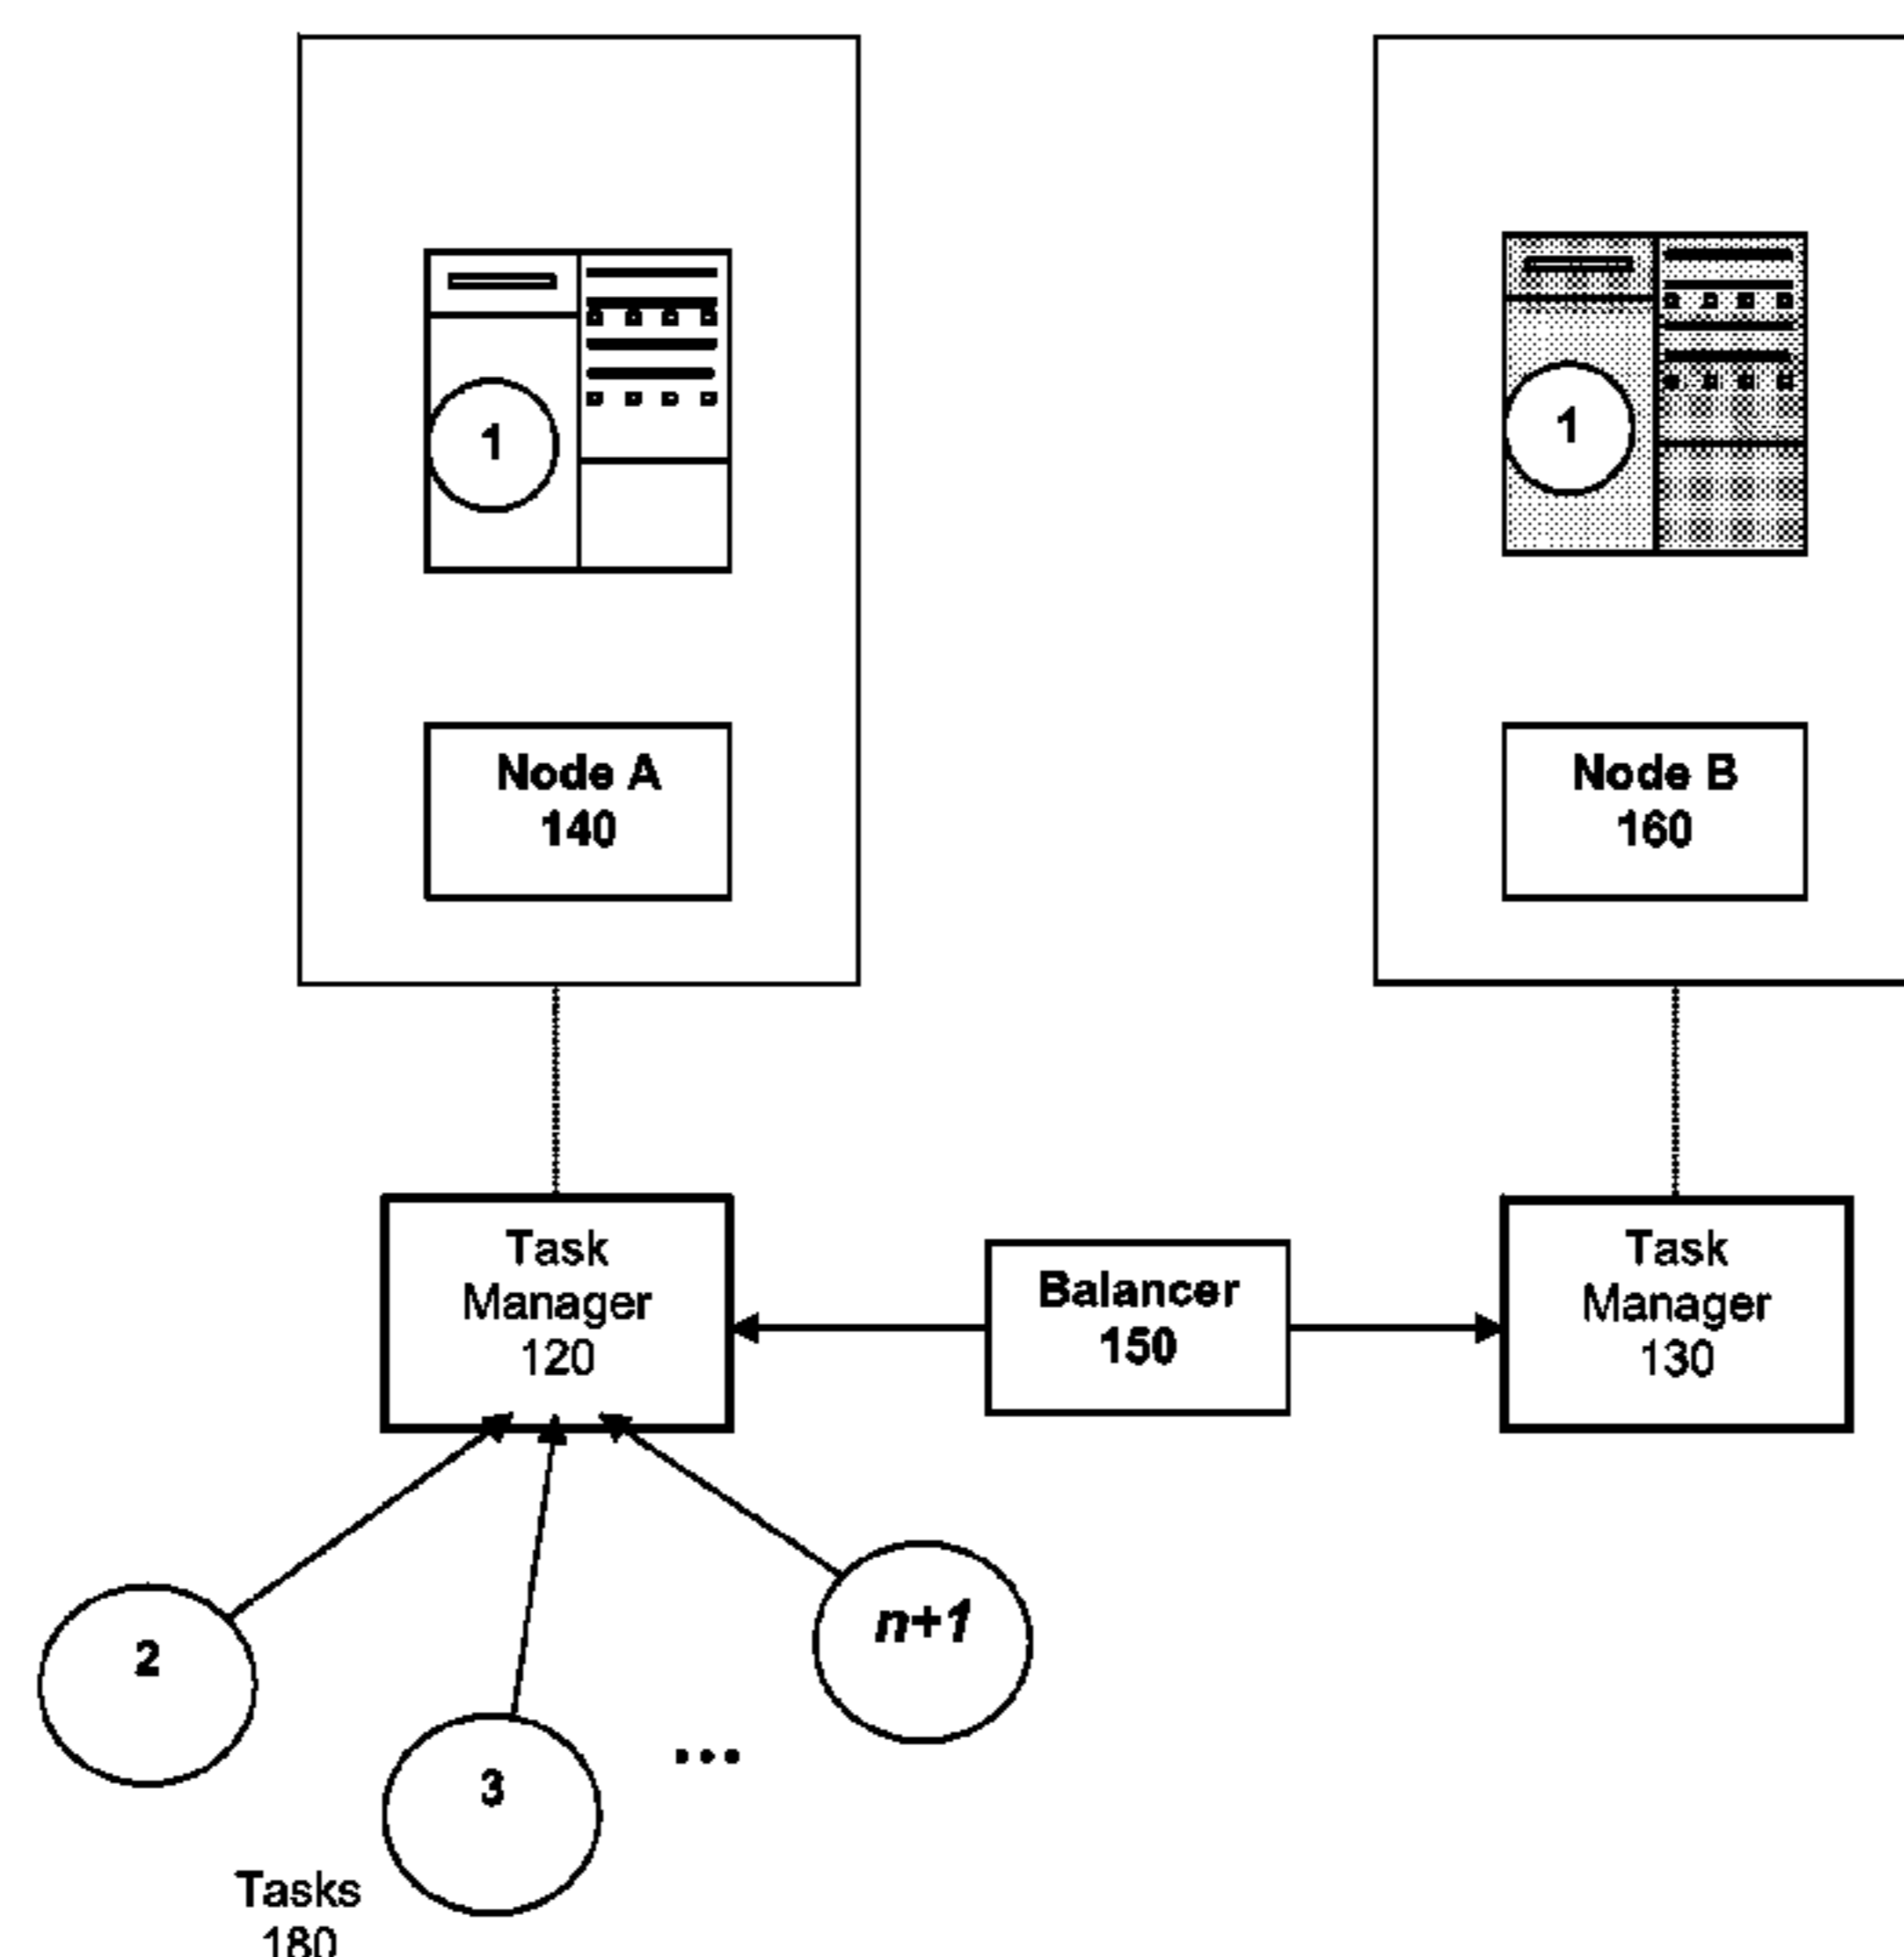 1
1
Node A
140
Node B
160
Task
Manager
120
Balancer
150
Task
Manager
130
2
3
...
n+1
Tasks
180